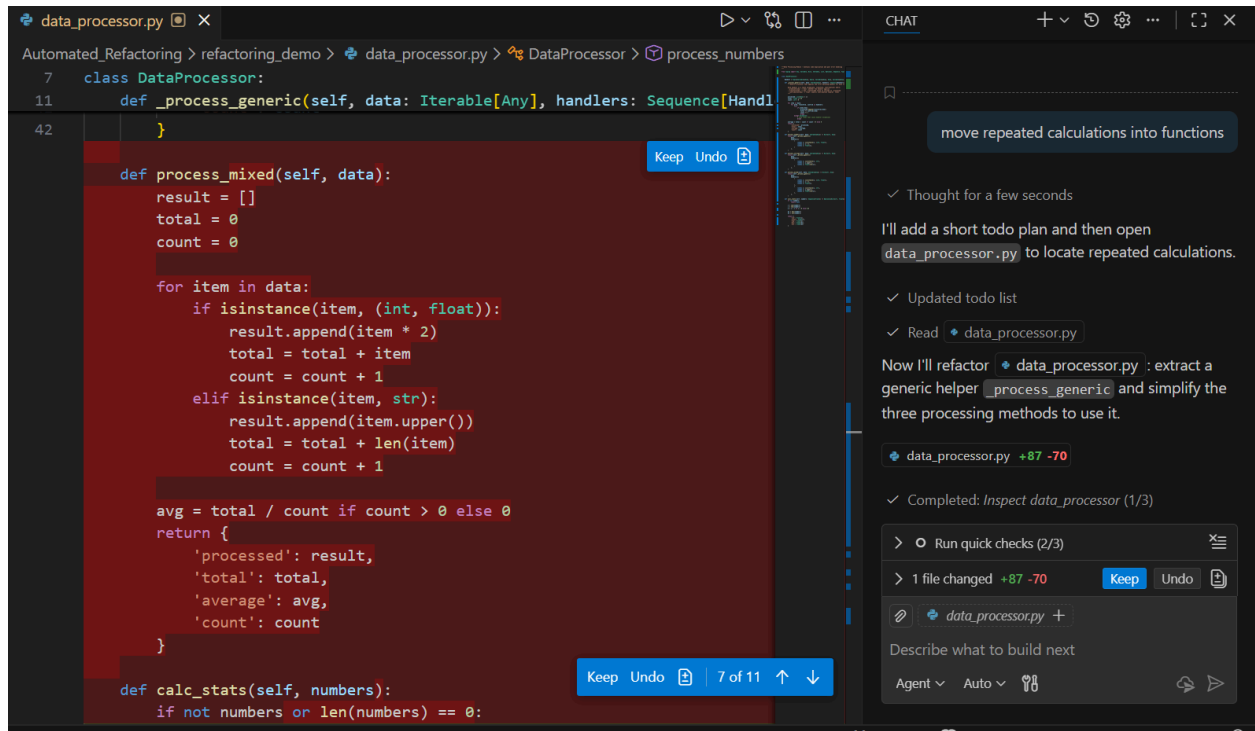 data_processor.py
Automated_Refactoring > refactoring_demo > data_processor.py > DataProcessor > process_numbers
7 class DataProcessor:
11 def _process_generic(self, data: Iterable[Any], handlers: Sequence[Handl
42 }
Keep Undo
def process_mixed(self, data):
result = []
total = 0
count = 0
for item in data:
if isinstance(item, (int, float)):
result.append(item * 2)
total = total + item
count = count + 1
elif isinstance(item, str):
result.append(item.upper())
total = total + len(item)
count = count + 1
avg = total / count if count > 0 else 0
return {
'processed': result,
'total': total,
'average': avg,
'count': count
}
Keep Undo 7 of 11
def calc_stats(self, numbers):
if not numbers or len(numbers) == 0:
CHAT
move repeated calculations into functions
Thought for a few seconds
I'll add a short todo plan and then open
data_processor.py to locate repeated calculations.
Updated todo list
Read data_processor.py
Now I'll refactor data_processor.py : extract a
generic helper _process_generic and simplify the
three processing methods to use it.
data_processor.py +87 -70
Completed: Inspect data_processor (1/3)
Run quick checks (2/3)
1 file changed +87 -70 Keep Undo
data_processor.py
Describe what to build next
Agent Auto